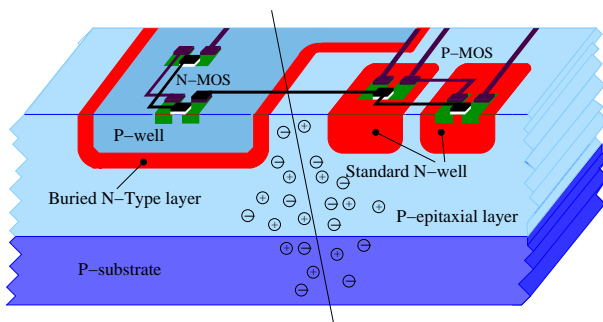 P-MOS
N-MOS
P-well
Standard N-well
Buried N-Type layer
P-epitaxial layer
P-substrate